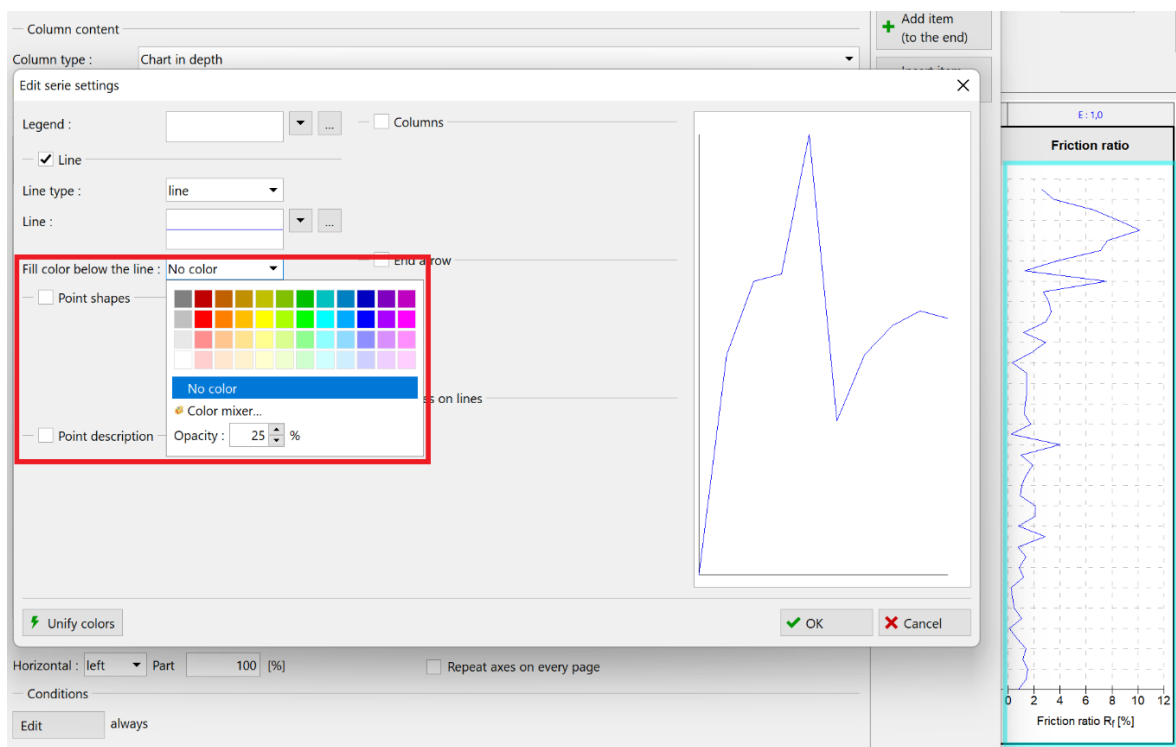 Column content
Column type :
Chart in depth
Add item
(to the end)
Edit serie settings
Legend :
...
Columns
Line
Line type :
line
Line :
...
Fill color below the line :
No color
End arrow
Point shapes
No color
Color mixer...
Opacity :
25
%
on lines
Point description
Unify colors
OK
Cancel
Horizontal :
left
Part
100
[%]
Repeat axes on every page
Conditions
Edit
always
E : 1,0
Friction ratio
0 2 4 6 8 10 12
Friction ratio Rf [%]